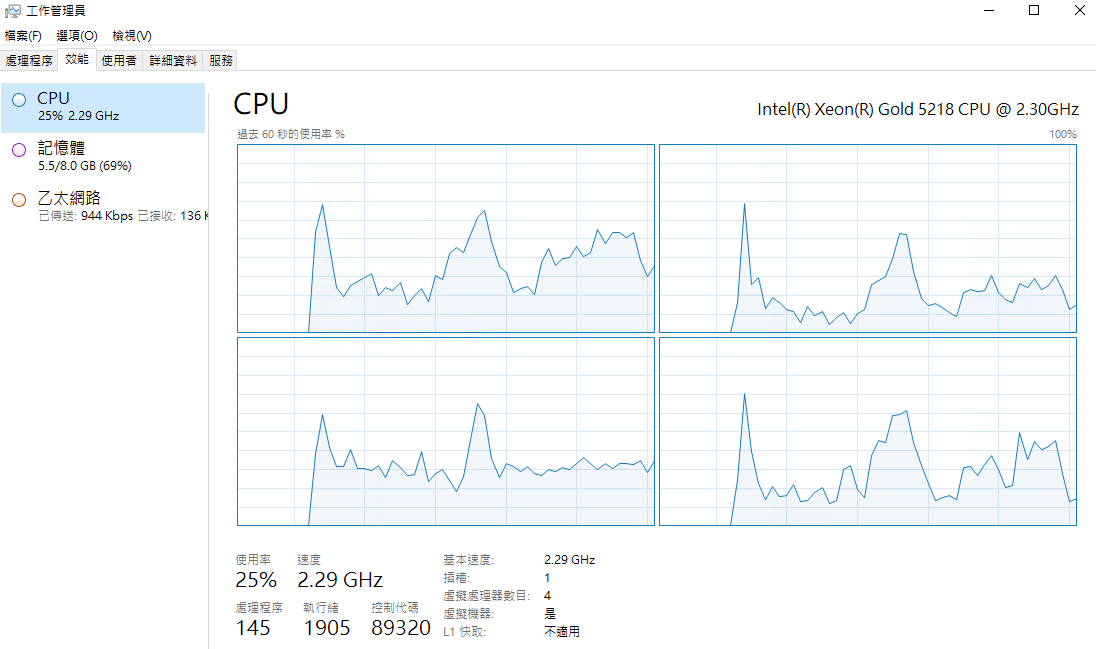 工作管理員
檔案(F) 選項(O) 檢視(V)
處理程序 效能 使用者 詳細資料 服務
CPU
25% 2.29 GHz
記憶體
5.5/8.0 GB (69%)
乙太網路
已傳送: 944 Kbps 已接收: 136 K
CPU
Intel(R) Xeon(R) Gold 5218 CPU @ 2.30GHz
過去 60 秒的使用率 %
100%
使用率 速度
25% 2.29 GHz
處理程序 執行緒 控制代碼
145 1905 89320
基本速度: 2.29 GHz
插槽: 1
虛擬處理器數目: 4
虛擬機器: 是
L1 快取: 不適用